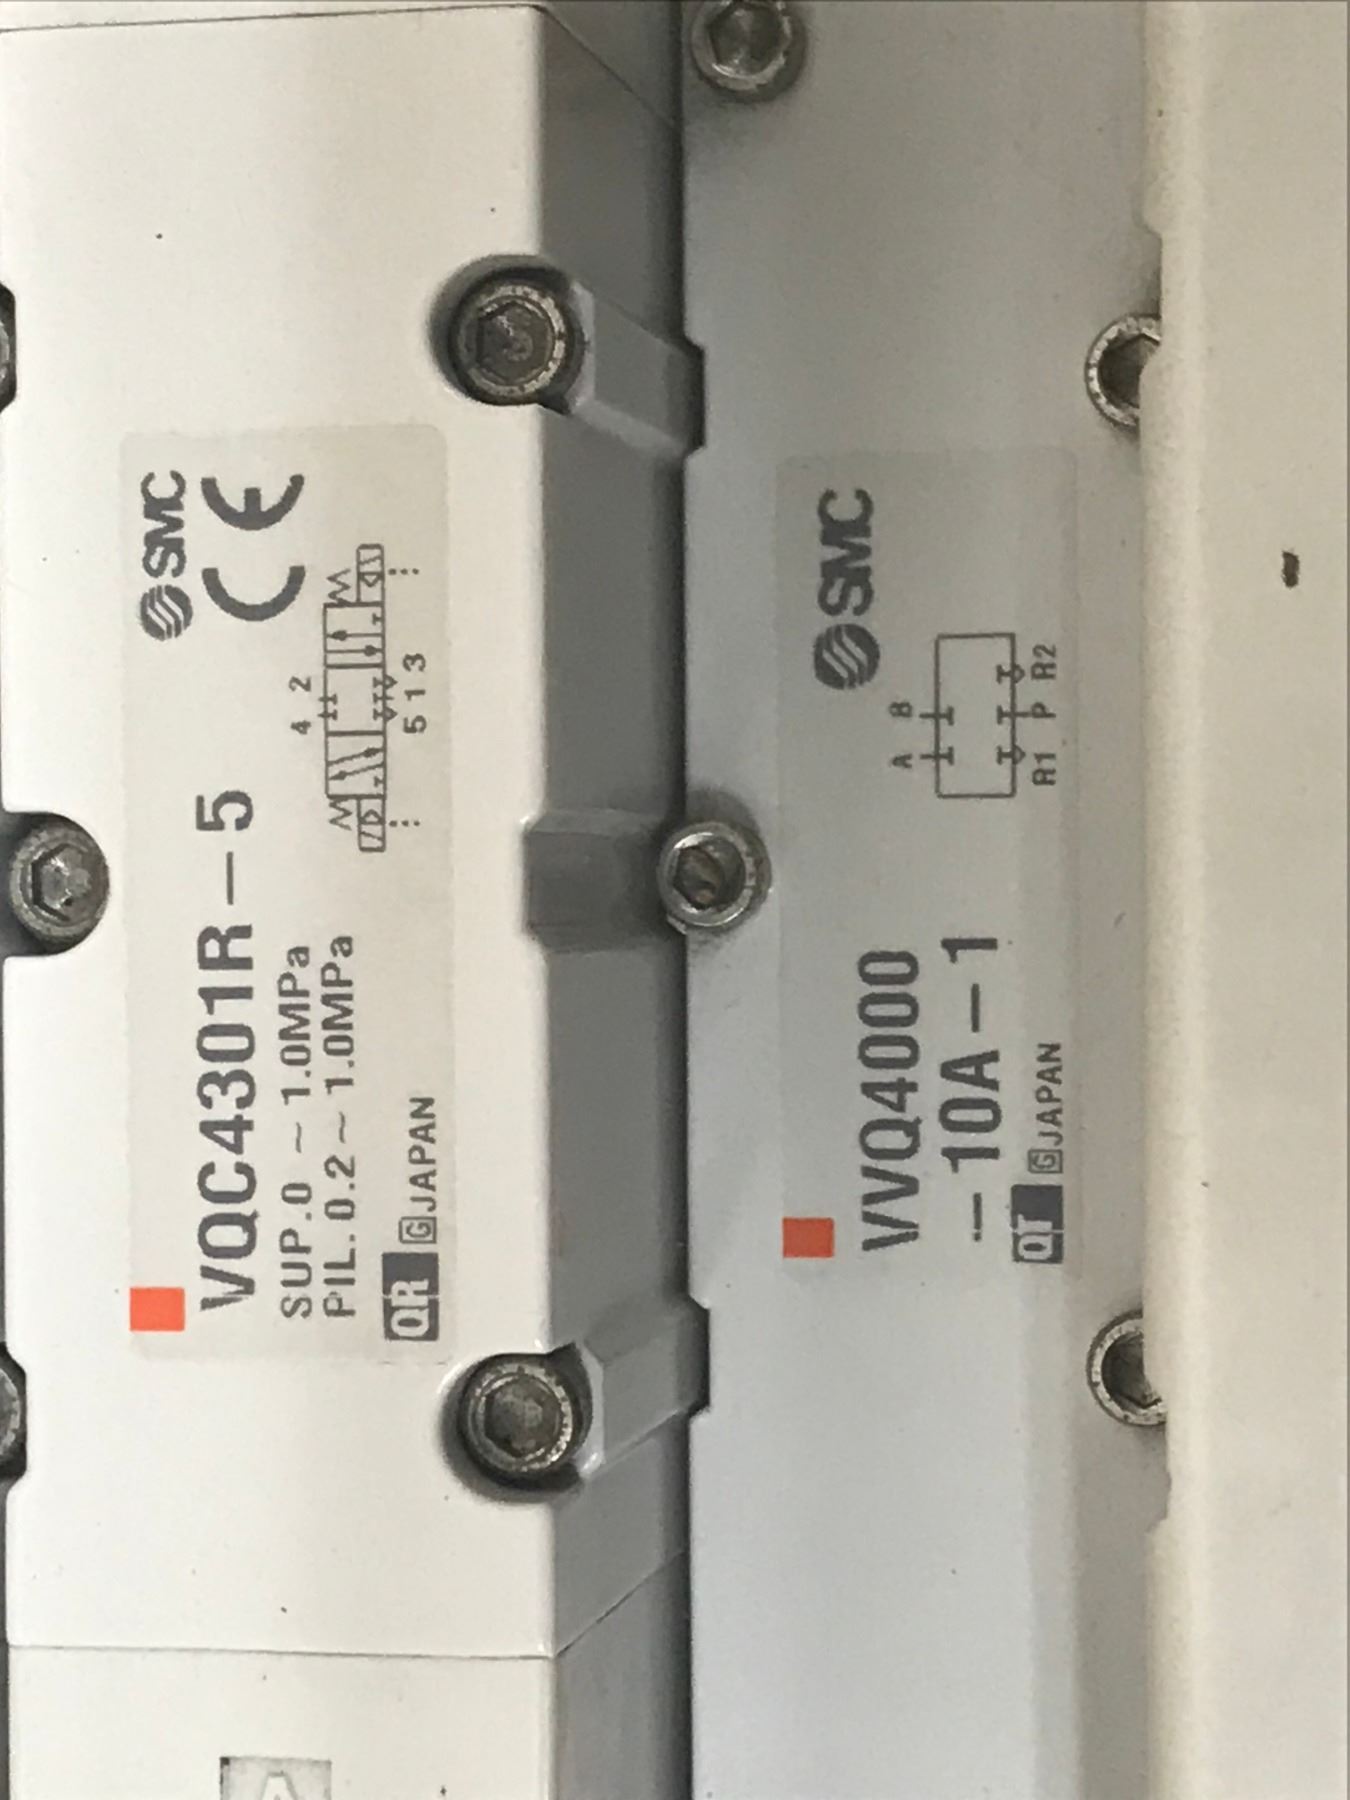 SMC
CE
VQC4301R-5
SUP.0~1.0MPa
PIL.0.2~1.0MPa
4 2
5 1 3
QR G JAPAN
SMC
VVQ4000
-10A-1
A B
R1 P R2
QT G JAPAN